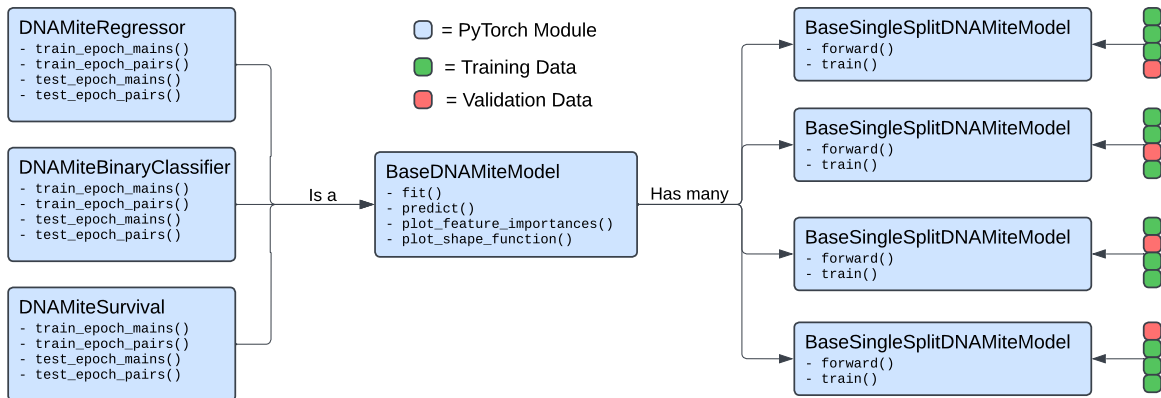 DNAMiteRegressor
- train_epoch_mains()
- train_epoch_pairs()
- test_epoch_mains()
- test_epoch_pairs()
DNAMiteBinaryClassifier
- train_epoch_mains()
- train_epoch_pairs()
- test_epoch_mains()
- test_epoch_pairs()
DNAMiteSurvival
- train_epoch_mains()
- train_epoch_pairs()
- test_epoch_mains()
- test_epoch_pairs()
Is a
= PyTorch Module
= Training Data
= Validation Data
BaseDNAMiteModel
- fit()
- predict()
- plot_feature_importances()
- plot_shape_function()
Has many
BaseSingleSplitDNAMiteModel
- forward()
- train()
BaseSingleSplitDNAMiteModel
- forward()
- train()
BaseSingleSplitDNAMiteModel
- forward()
- train()
BaseSingleSplitDNAMiteModel
- forward()
- train()